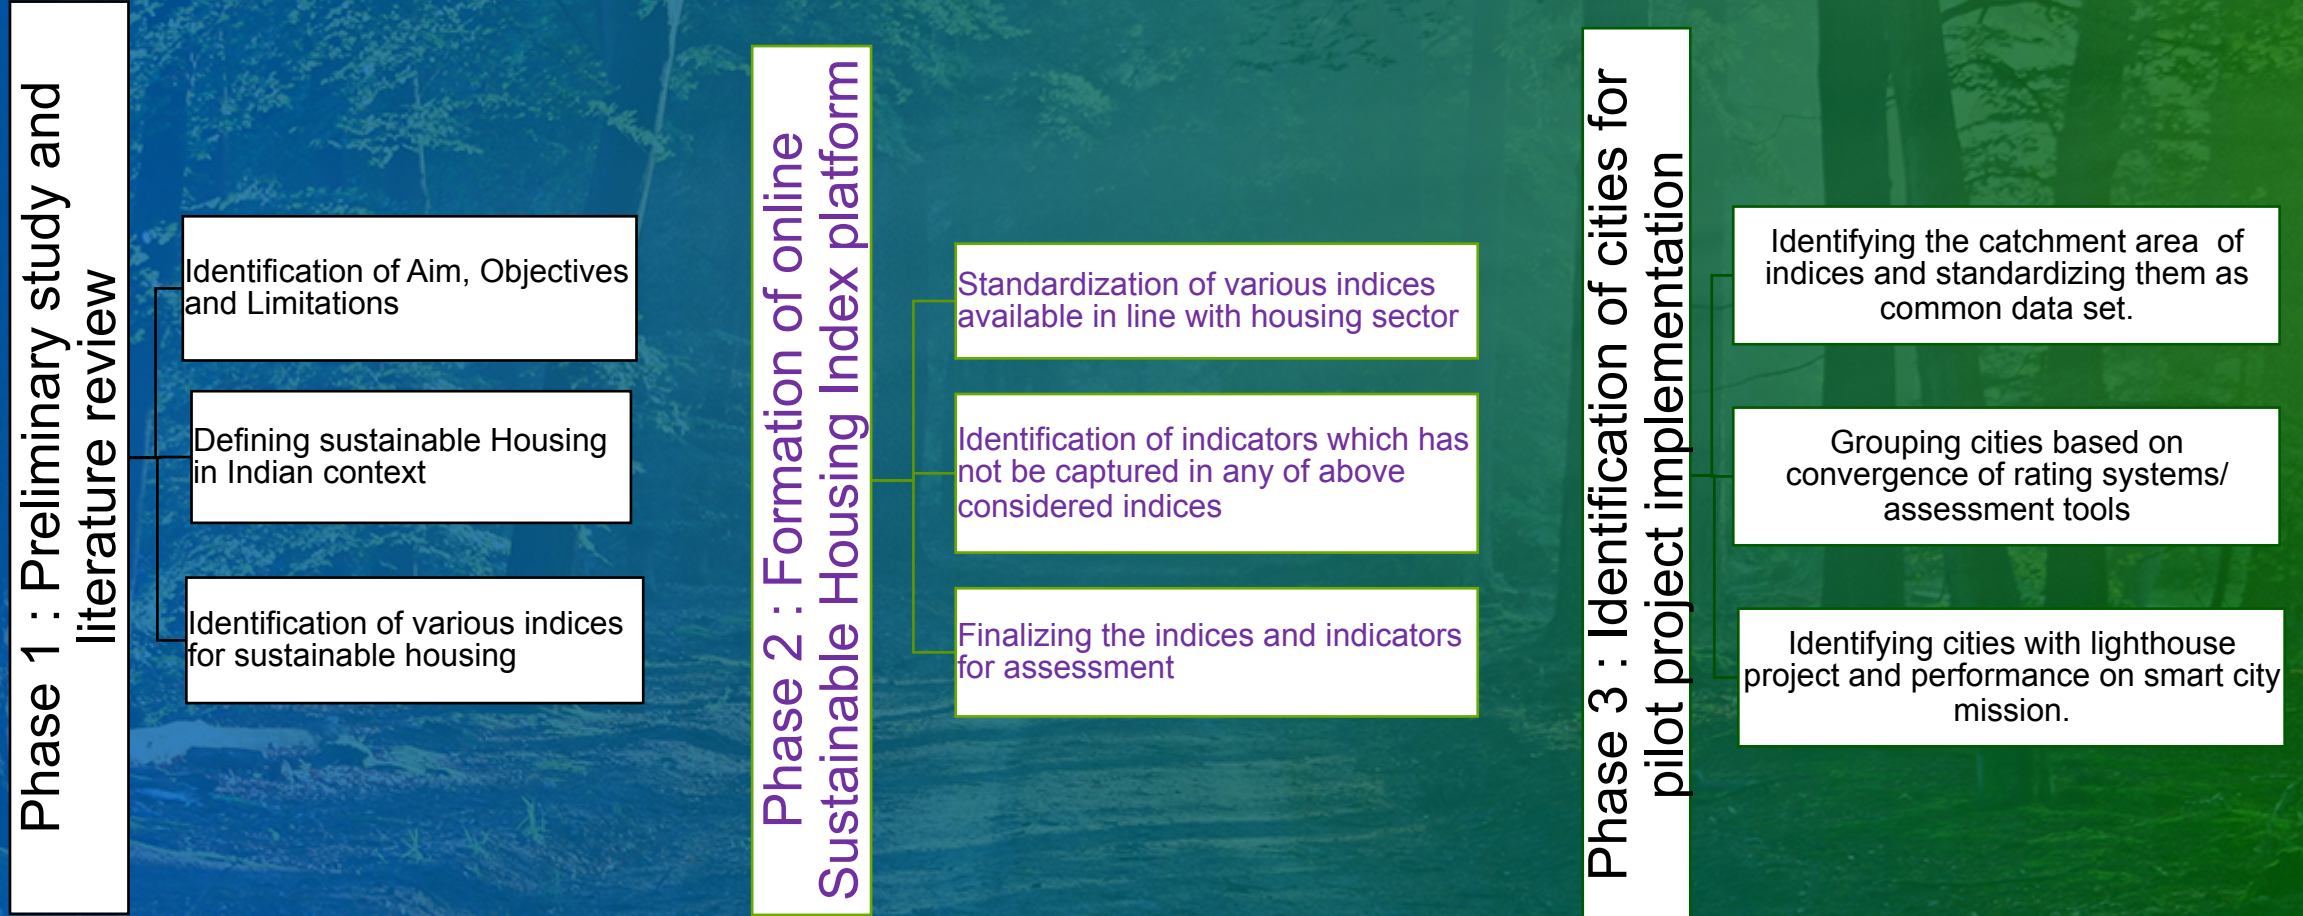 Phase 1 : Preliminary study and
literature review
Identification of Aim, Objectives
and Limitations
Defining sustainable Housing
in Indian context
Identification of various indices
for sustainable housing
Phase 2 : Formation of online
Sustainable Housing Index platform
Standardization of various indices
available in line with housing sector
Identification of indicators which has
not be captured in any of above
considered indices
Finalizing the indices and indicators
for assessment
Phase 3 : Identification of cities for
pilot project implementation
Identifying the catchment area of
indices and standardizing them as
common data set.
Grouping cities based on
convergence of rating systems/
assessment tools
Identifying cities with lighthouse
project and performance on smart city
mission.